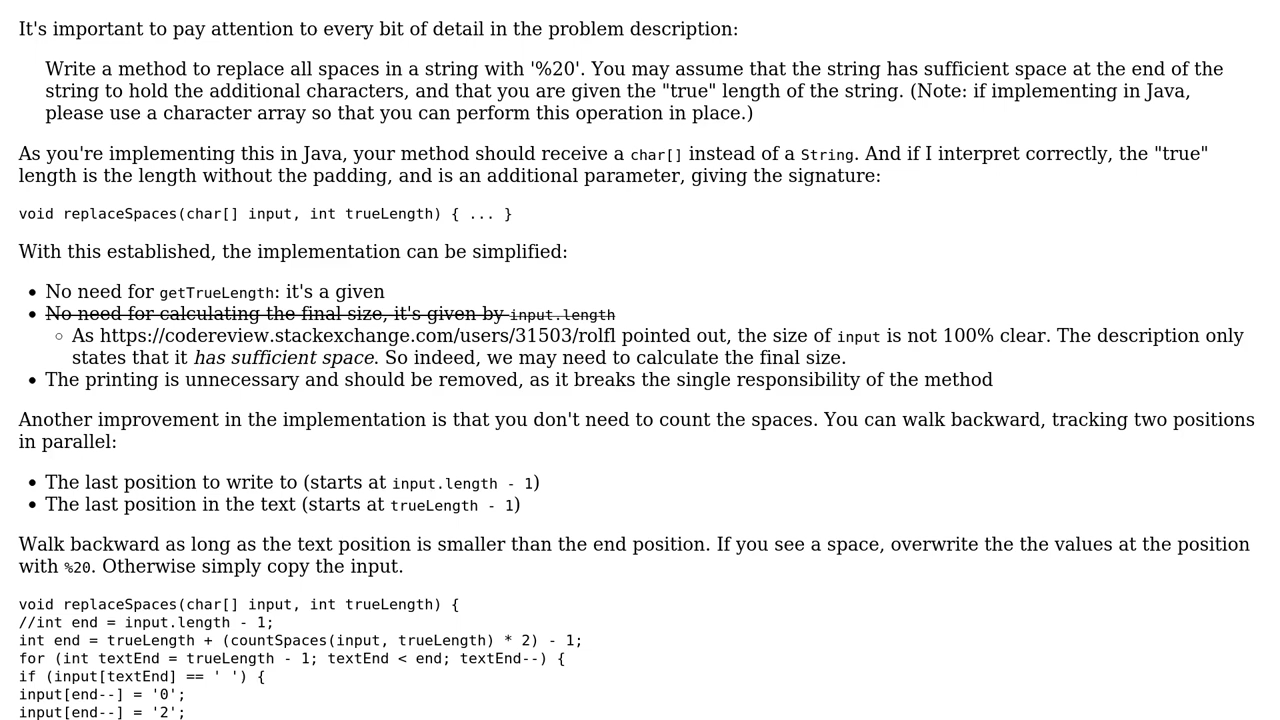 It's important to pay attention to every bit of detail in the problem description:
Write a method to replace all spaces in a string with '%20'. You may assume that the string has sufficient space at the end of the
string to hold the additional characters, and that you are given the "true" length of the string. (Note: if implementing in Java,
please use a character array so that you can perform this operation in place.)
As you're implementing this in Java, your method should receive a char[] instead of a String. And if I interpret correctly, the "true"
length is the length without the padding, and is an additional parameter, giving the signature:
void replaceSpaces(char[] input, int trueLength) { ... }
With this established, the implementation can be simplified:
• No need for getTrueLength: it's a given
• No need for calculating the final size, it's given by input.length
◦ As https://codereview.stackexchange.com/users/31503/rolfl pointed out, the size of input is not 100% clear. The description only
states that it has sufficient space. So indeed, we may need to calculate the final size.
• The printing is unnecessary and should be removed, as it breaks the single responsibility of the method
Another improvement in the implementation is that you don't need to count the spaces. You can walk backward, tracking two positions
in parallel:
• The last position to write to (starts at input.length - 1)
• The last position in the text (starts at trueLength - 1)
Walk backward as long as the text position is smaller than the end position. If you see a space, overwrite the the values at the position
with %20. Otherwise simply copy the input.
void replaceSpaces(char[] input, int trueLength) {
//int end = input.length - 1;
int end = trueLength + (countSpaces(input, trueLength) * 2) - 1;
for (int textEnd = trueLength - 1; textEnd < end; textEnd--) {
if (input[textEnd] == ' ') {
input[end--] = '0';
input[end--] = '2';